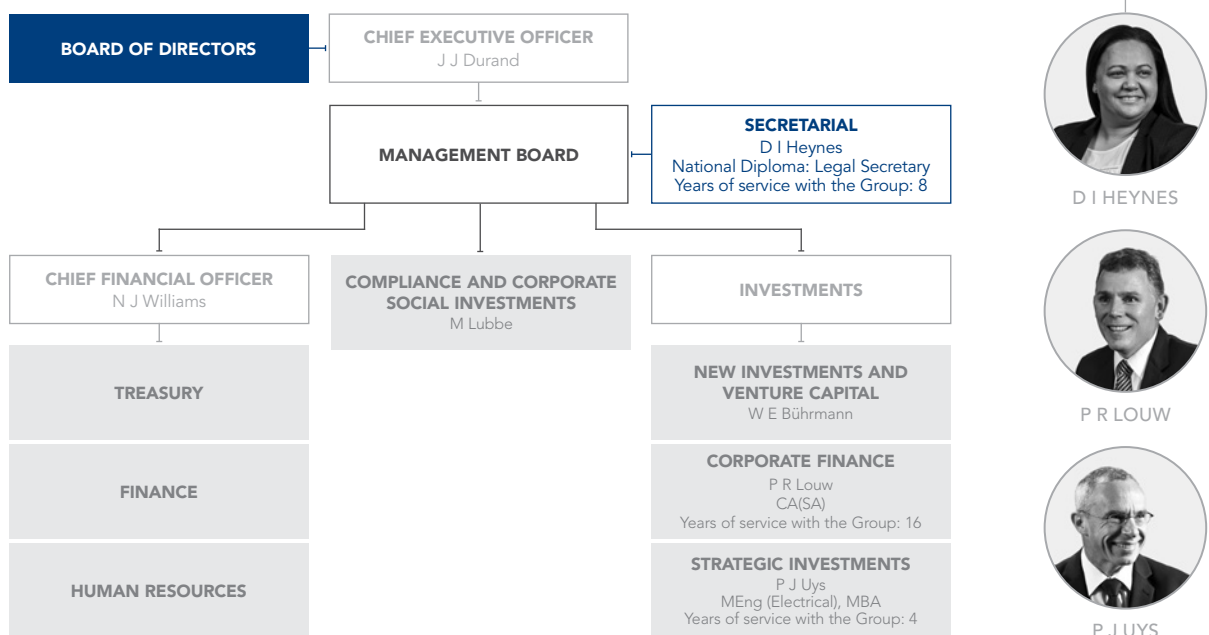 BOARD OF DIRECTORS
CHIEF EXECUTIVE OFFICER
J J Durand
MANAGEMENT BOARD
SECRETARIAL
D I Heynes
National Diploma: Legal Secretary
Years of service with the Group: 8
CHIEF FINANCIAL OFFICER
N J Williams
COMPLIANCE AND CORPORATE
SOCIAL INVESTMENTS
M Lubbe
INVESTMENTS
TREASURY
FINANCE
HUMAN RESOURCES
NEW INVESTMENTS AND
VENTURE CAPITAL
W E Bührmann
CORPORATE FINANCE
P R Louw
CA(SA)
Years of service with the Group: 16
STRATEGIC INVESTMENTS
P J Uys
MEng (Electrical), MBA
Years of service with the Group: 4
D I HEYNES
P R LOUW
P J UYS